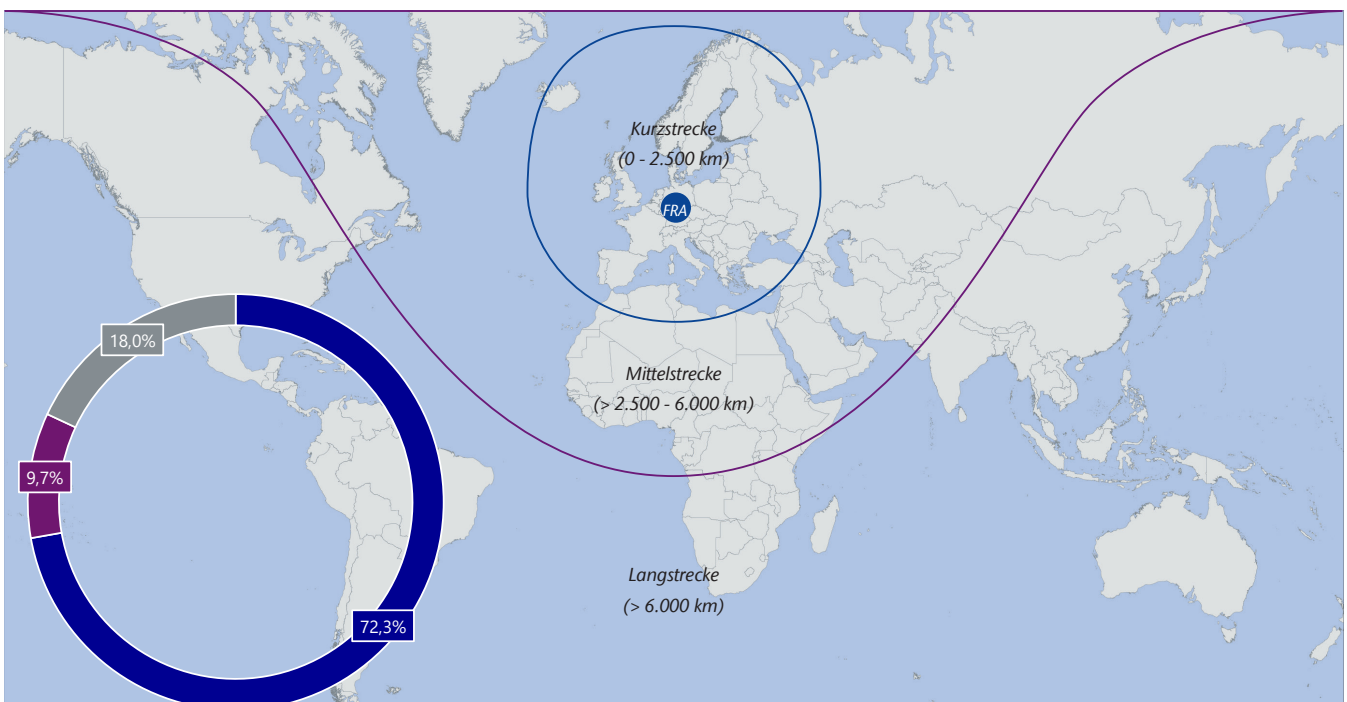 Kurzstrecke
(0 - 2.500 km)
FRA
18,0%
Mittelstrecke
(> 2.500 - 6.000 km)
9,7%
Langstrecke
(> 6.000 km)
72,3%